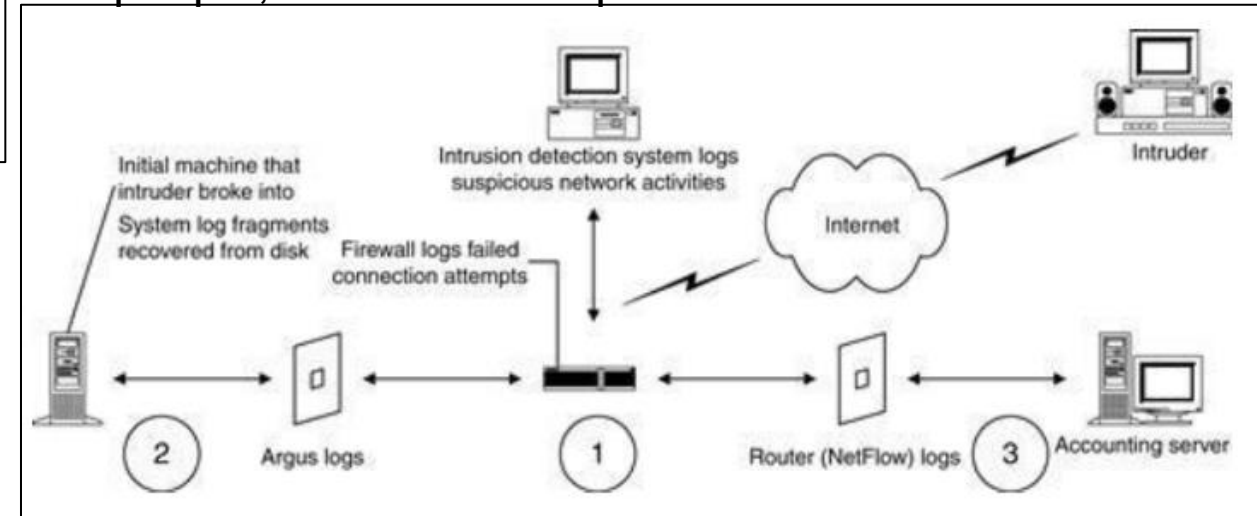 Intrusion detection system logs
suspicious network activities
Intruder
Initial machine that
intruder broke into
System log fragments
recovered from disk
Firewall logs failed
connection attempts
Internet
2
Argus logs
1
Router (NetFlow) logs
3
Accounting server